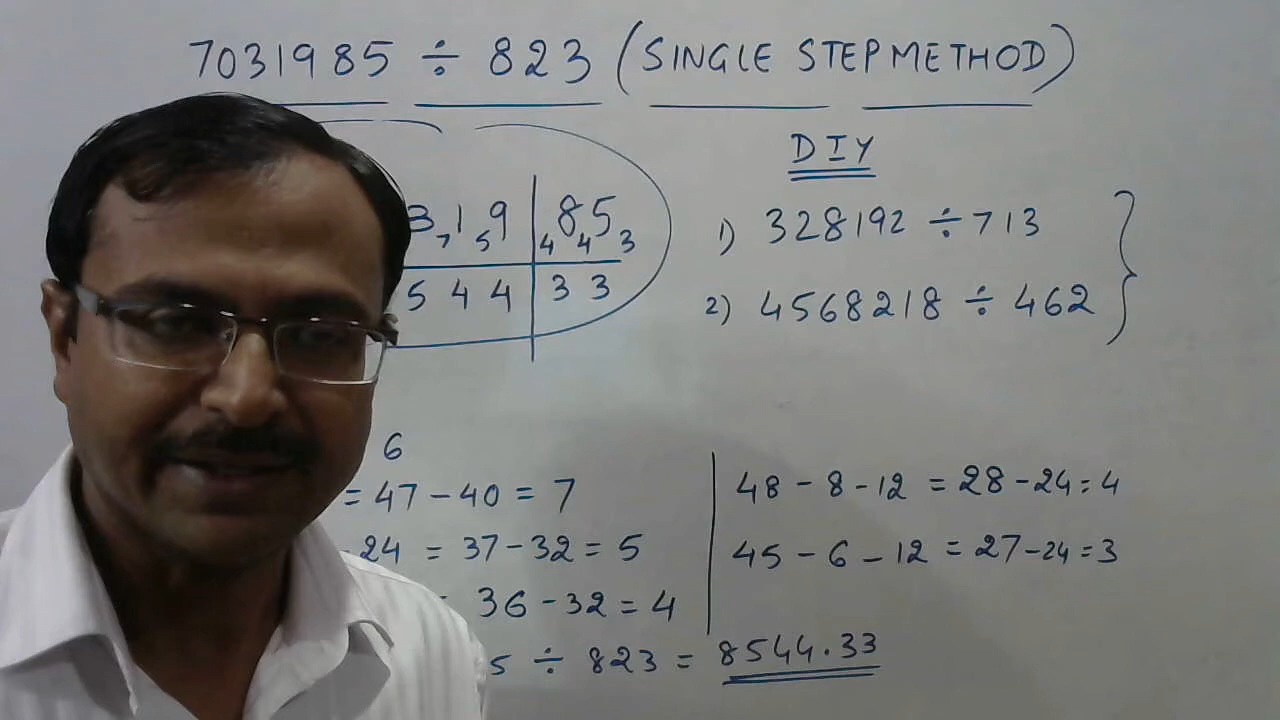 7031985 ÷ 823 (SINGLE STEP METHOD)
DIY
3 7 1 5 9 | 4 8 4 5 3
5 4 4 | 3 3
1) 328192 ÷ 713
2) 4568218 ÷ 462
6
= 47 - 40 = 7
24 = 37 - 32 = 5
36 - 32 = 4
48 - 8 - 12 = 28 - 24 = 4
45 - 6 - 12 = 27 - 24 = 3
5 ÷ 823 = 8544.33